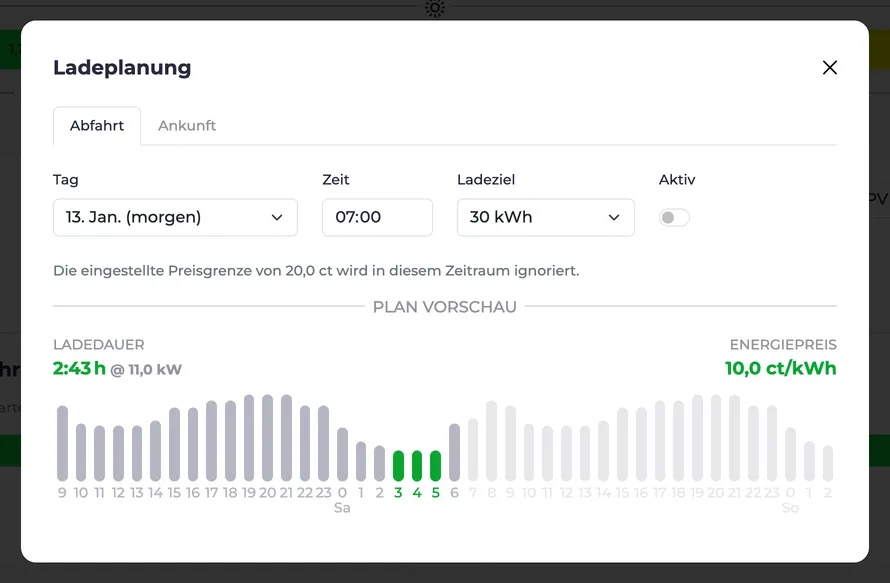 Ladeplanung
Abfahrt Ankunft
Tag Zeit Ladeziel Aktiv
13. Jan. (morgen) 07:00 30 kWh
Die eingestellte Preisgrenze von 20,0 ct wird in diesem Zeitraum ignoriert.
PLAN VORSCHAU
LADEDAUER ENERGIEPREIS
2:43 h @ 11,0 kW 10,0 ct/kWh
9 10 11 12 13 14 15 16 17 18 19 20 21 22 23 0 1 2 3 4 5 6 7 8 9 10 11 12 13 14 15 16 17 18 19 20 21 22 23 0 1 2
Sa So
PV